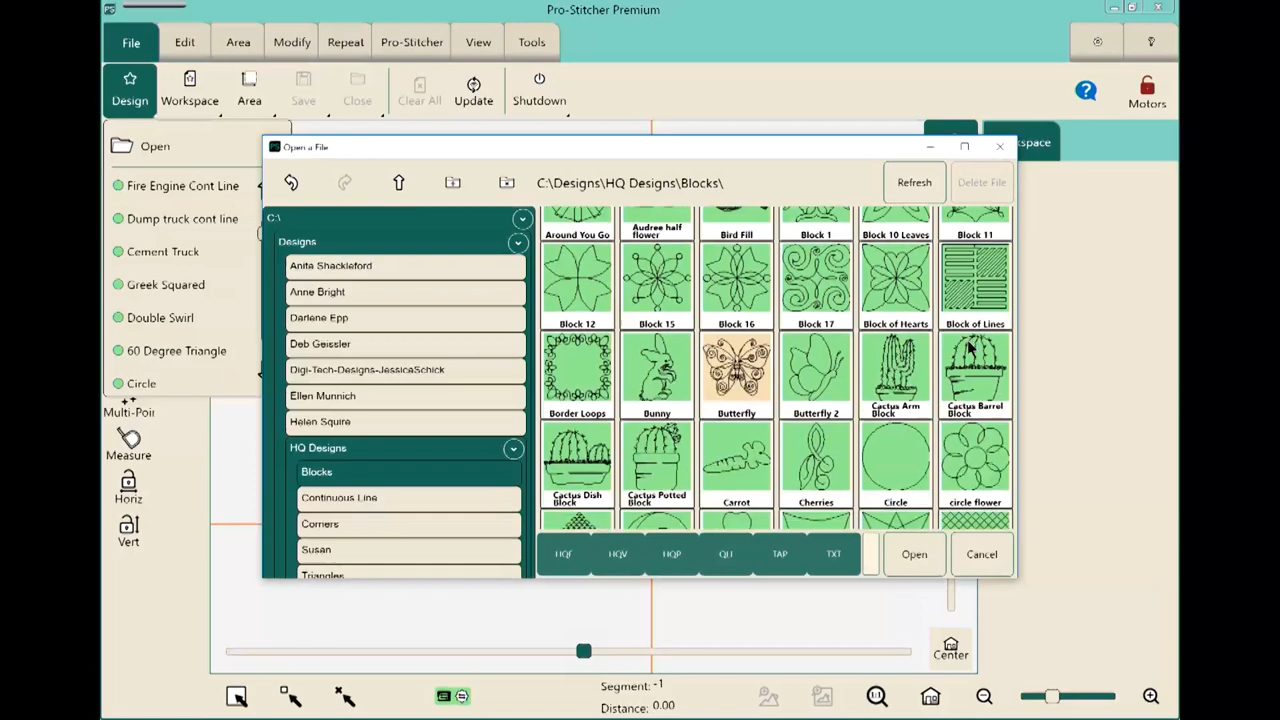 PS
Pro-Stitcher Premium
File
Edit
Area
Modify
Repeat
Pro-Stitcher
View
Tools
Design
Workspace
Area
Save
Close
Clear All
Update
Shutdown
?
Motors
Open
Fire Engine Cont Line
Dump truck cont line
Cement Truck
Greek Squared
Double Swirl
60 Degree Triangle
Circle
Multi-Poir
Measure
Horiz
Vert
kspace
PS
Open a File
C:\Designs\HQ Designs\Blocks\
Refresh
Delete File
C:\
Designs
Anita Shackleford
Anne Bright
Darlene Epp
Deb Geissler
Digi-Tech-Designs-JessicaSchick
Ellen Munnich
Helen Squire
HQ Designs
Blocks
Continuous Line
Corners
Susan
Triangles
Around You Go
Audree half
flower
Bird Fill
Block 1
Block 10 Leaves
Block 11
Block 12
Block 15
Block 16
Block 17
Block of Hearts
Block of Lines
Border Loops
Bunny
Butterfly
Butterfly 2
Cactus Arm
Block
Cactus Barrel
Block
Cactus Dish
Block
Cactus Potted
Block
Carrot
Cherries
Circle
circle flower
HQF
HQV
HQP
QLI
TAP
TXT
Open
Cancel
Center
Segment: -1
Distance: 0.00
1:1